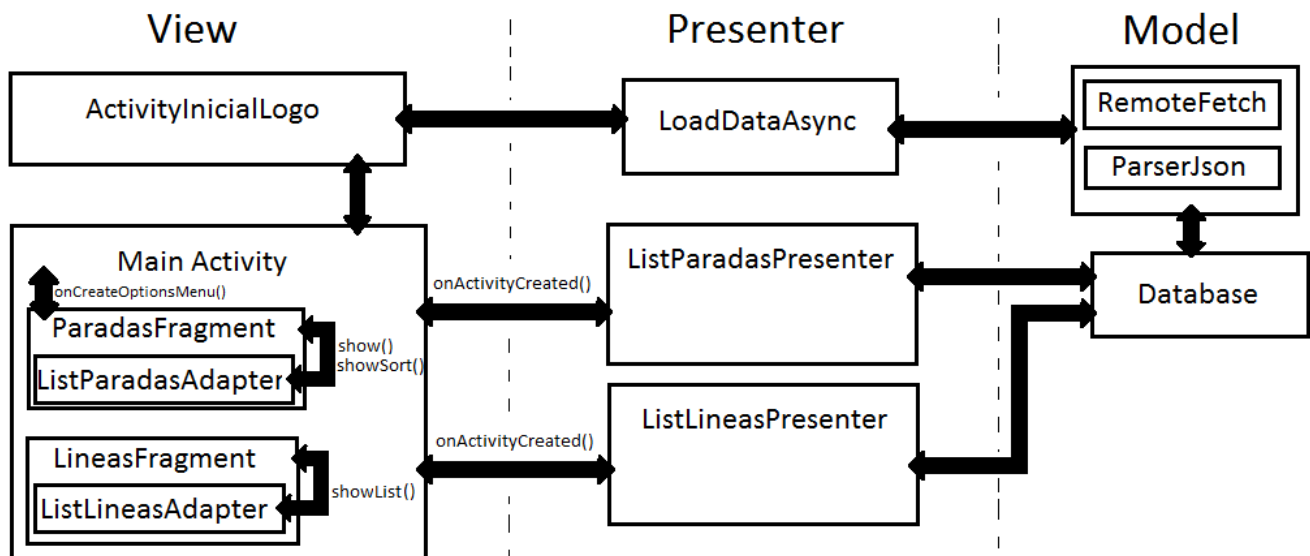 View
Presenter
Model
ActivityInicialLogo
LoadDataAsync
RemoteFetch
ParserJson
Main Activity
onCreateOptionsMenu()
ParadasFragment
ListParadasAdapter
show()
showSort()
onActivityCreated()
ListParadasPresenter
Database
LineasFragment
ListLineasAdapter
showList()
onActivityCreated()
ListLineasPresenter